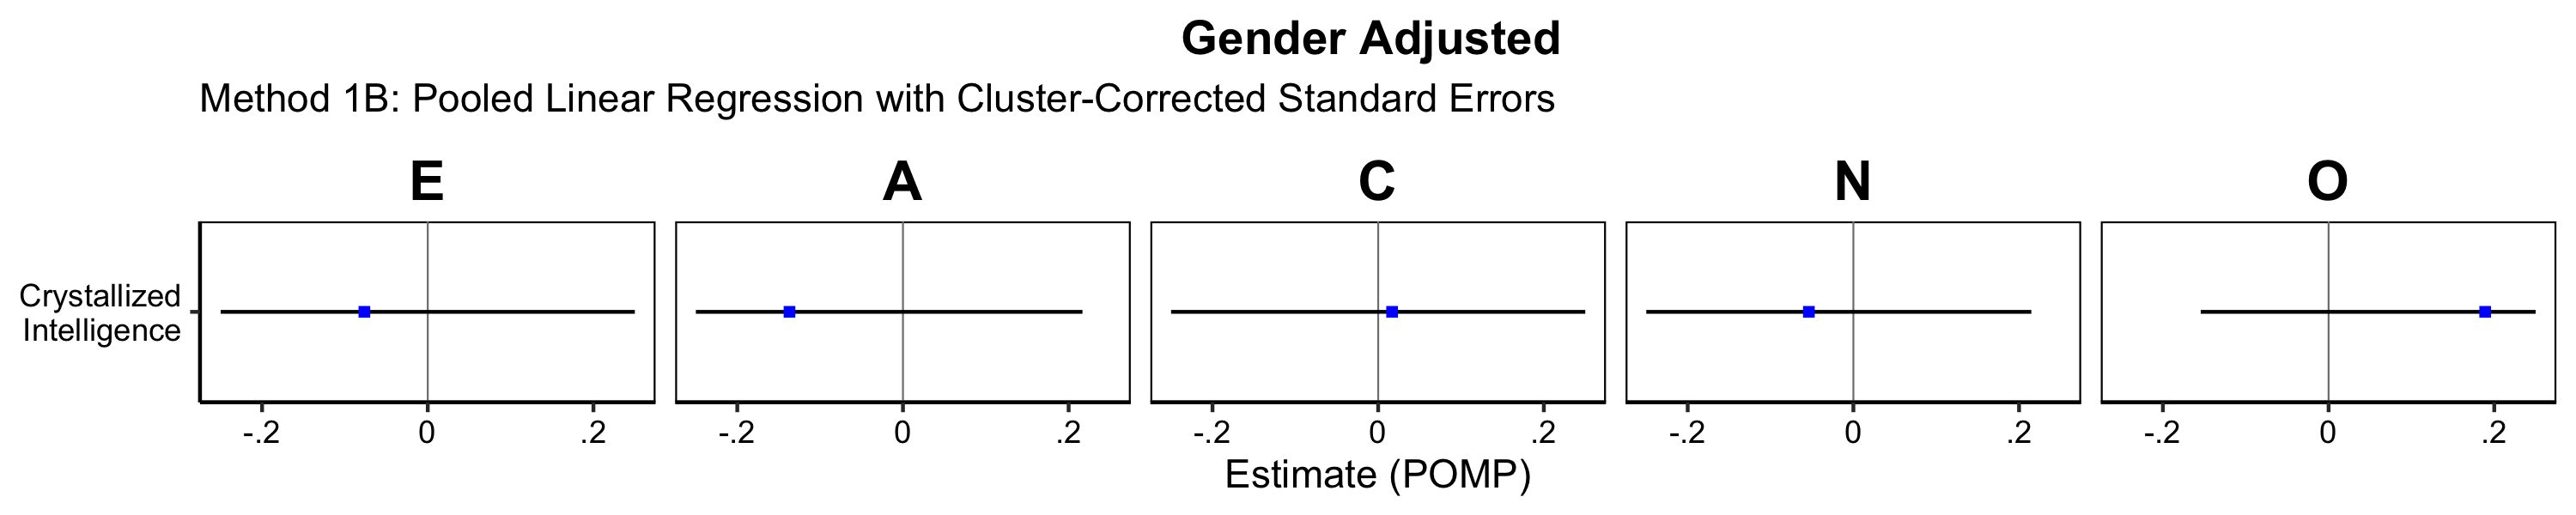 Gender Adjusted
Method 1B: Pooled Linear Regression with Cluster-Corrected Standard Errors
E A C N O
Crystallized
Intelligence
-.2 0 .2 -.2 0 .2 -.2 0 .2 -.2 0 .2 -.2 0 .2
Estimate (POMP)